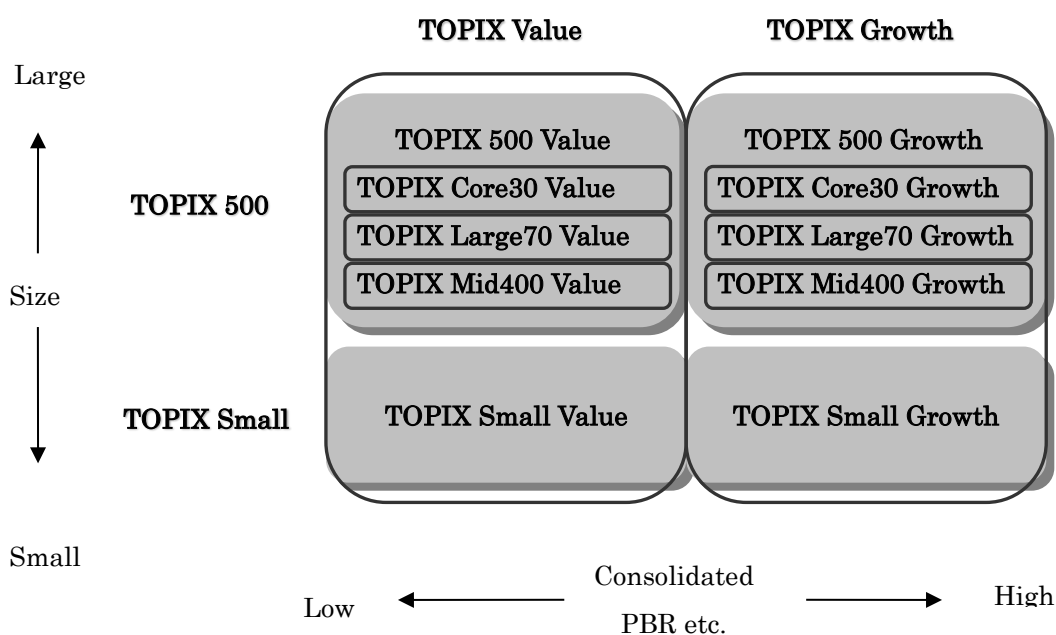 TOPIX Value
TOPIX Growth
Large
TOPIX 500 Value
TOPIX 500 Growth
TOPIX Core30 Value
TOPIX Core30 Growth
TOPIX 500
TOPIX Large70 Value
TOPIX Large70 Growth
TOPIX Mid400 Value
TOPIX Mid400 Growth
Size
TOPIX Small
TOPIX Small Value
TOPIX Small Growth
Small
Low
Consolidated
PBR etc.
High